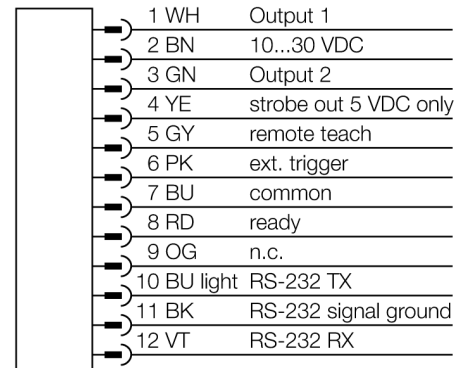 1 WH Output 1
2 BN 10...30 VDC
3 GN Output 2
4 YE strobe out 5 VDC only
5 GY remote teach
6 PK ext. trigger
7 BU common
8 RD ready
9 OG n.c.
10 BU light RS-232 TX
11 BK RS-232 signal ground
12 VT RS-232 RX